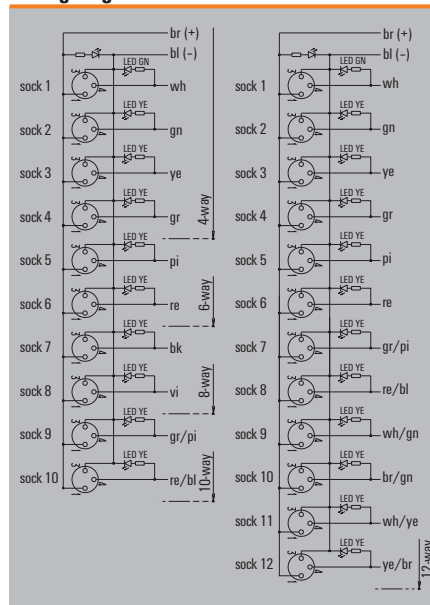 br (+)
bl (–)
LED GN
sock 1
wh
LED YE
sock 2
gn
LED YE
sock 3
ye
LED YE
sock 4
gr
4-way
LED YE
sock 5
pi
LED YE
sock 6
re
6-way
LED YE
sock 7
bk
LED YE
sock 8
vi
8-way
LED YE
sock 9
gr/pi
LED YE
sock 10
re/bl
10-way
br (+)
bl (–)
LED GN
sock 1
wh
LED YE
sock 2
gn
LED YE
sock 3
ye
LED YE
sock 4
gr
LED YE
sock 5
pi
LED YE
sock 6
re
LED YE
sock 7
gr/pi
LED YE
sock 8
re/bl
LED YE
sock 9
wh/gn
LED YE
sock 10
br/gn
LED YE
sock 11
wh/ye
LED YE
sock 12
ye/br
12-way